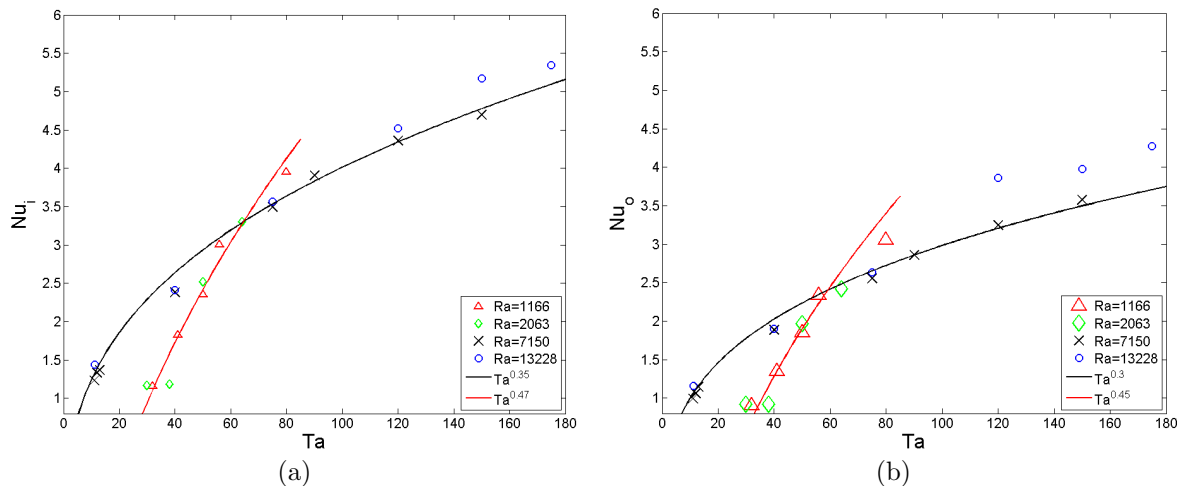 6
5.5
5
4.5
4
3.5
3
2.5
2
1.5
1
Nu_i
0 20 40 60 80 100 120 140 160 180
Ta
Ra=1166
Ra=2063
Ra=7150
Ra=13228
Ta^0.35
Ta^0.47
(a)
6
5.5
5
4.5
4
3.5
3
2.5
2
1.5
1
Nu_o
0 20 40 60 80 100 120 140 160 180
Ta
Ra=1166
Ra=2063
Ra=7150
Ra=13228
Ta^0.3
Ta^0.45
(b)